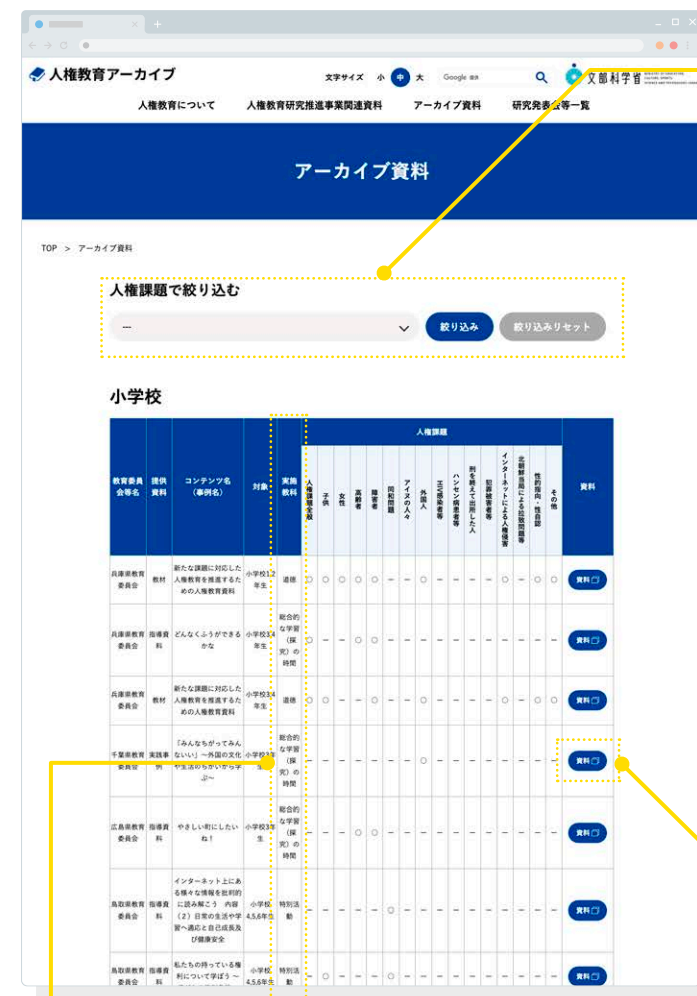 人権教育アーカイブ
文字サイズ 小 中 大
Google
文部科学省
人権教育について 人権教育研究推進事業関連資料 アーカイブ資料 研究発表会等一覧
アーカイブ資料
TOP > アーカイブ資料
人権課題で絞り込む
---
絞り込み
絞り込みリセット
小学校
人権課題
教育委員
会等名
提供
資料
コンテンツ名
（事例名）
対象
実施
教科
人権課題全般
子供
女性
高齢者
障害者
同和問題
アイヌの人々
外国人
HIV感染者等
ハンセン病患者等
刑を終えて出所した人
犯罪被害者等
インターネットによる人権侵害
北朝鮮当局による拉致問題等
性的指向・性自認
その他
資料
兵庫県教育
委員会
教材
新たな課題に対応した
人権教育を推進するた
めの人権教育資料
小学校1,2
年生
道徳
○ ○ ○ ○ ○ − − ○ − − − − ○ − ○ ○
資料
兵庫県教育
委員会
指導資
料
どんなくふうができる
かな
小学校3,4
年生
総合的
な学習
（探
究）の
時間
○ − − ○ ○ − − − − − − − − − − −
資料
兵庫県教育
委員会
教材
新たな課題に対応した
人権教育を推進するた
めの人権教育資料
小学校3,4
年生
道徳
○ ○ − − ○ − − ○ − − − − ○ − ○ ○
資料
千葉県教育
委員会
実践事
例
「みんなちがってみん
ないい」～外国の文化
や生活のちがいから学
ぶ～
小学校3年
生
総合的
な学習
（探
究）の
時間
− − − − − − − ○ − − − − − − − −
資料
広島県教育
委員会
指導資
料
やさしい町にしたい
ね！
小学校3年
生
総合的
な学習
（探
究）の
時間
− − − ○ ○ − − − − − − − − − − −
資料
鳥取県教育
委員会
指導資
料
インターネット上にあ
る様々な情報を批判的
に読み解こう 内容
（２）日常の生活や学
習へ適応と自己成長及
び健康安全
小学校
4,5,6年生
特別活
動
− − − − − ○ − − − − − − − − − −
資料
鳥取県教育
委員会
指導資
料
私たちの持っている権
利について学ぼう ～
小学校
4,5,6年生
特別活
動
− ○ − − − ○ − − − − − − − − − −
資料